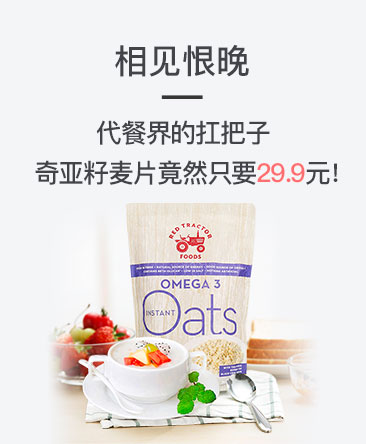 相见恨晚
代餐界的扛把子
奇亚籽麦片竟然只要29.9元!
RED TRACTOR
FOODS
OMEGA 3
INSTANT
Oats